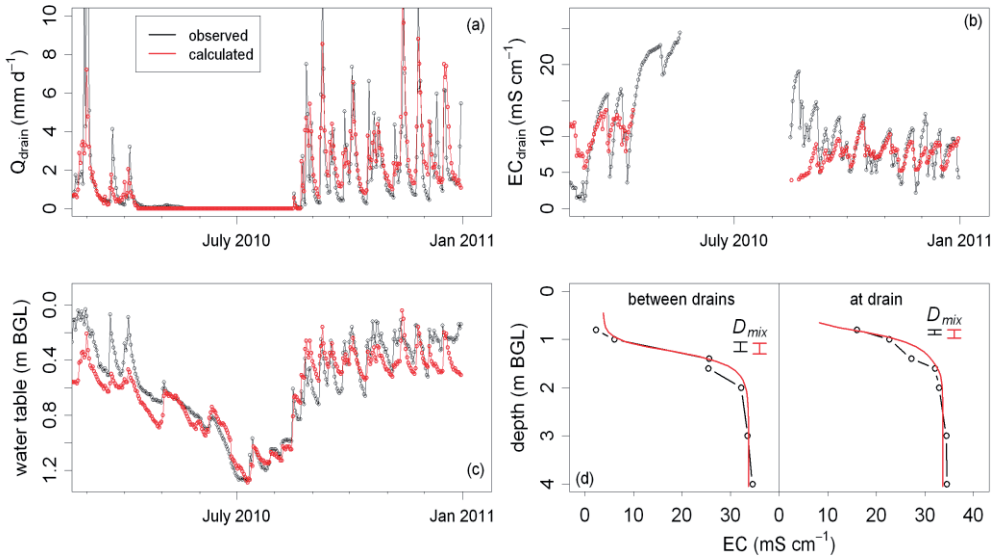 (a)
observed
calculated
Q_drain (mm d⁻¹)
0 2 4 6 8 10
July 2010 Jan 2011
(b)
EC_drain (mS cm⁻¹)
0 5 10 20
July 2010 Jan 2011
water table (m BGL)
0.0 0.4 0.8 1.2
(c)
July 2010 Jan 2011
between drains
at drain
D_mix
D_mix
depth (m BGL)
0 1 2 3 4
(d)
0 10 20 30 0 10 20 30 40
EC (mS cm⁻¹)